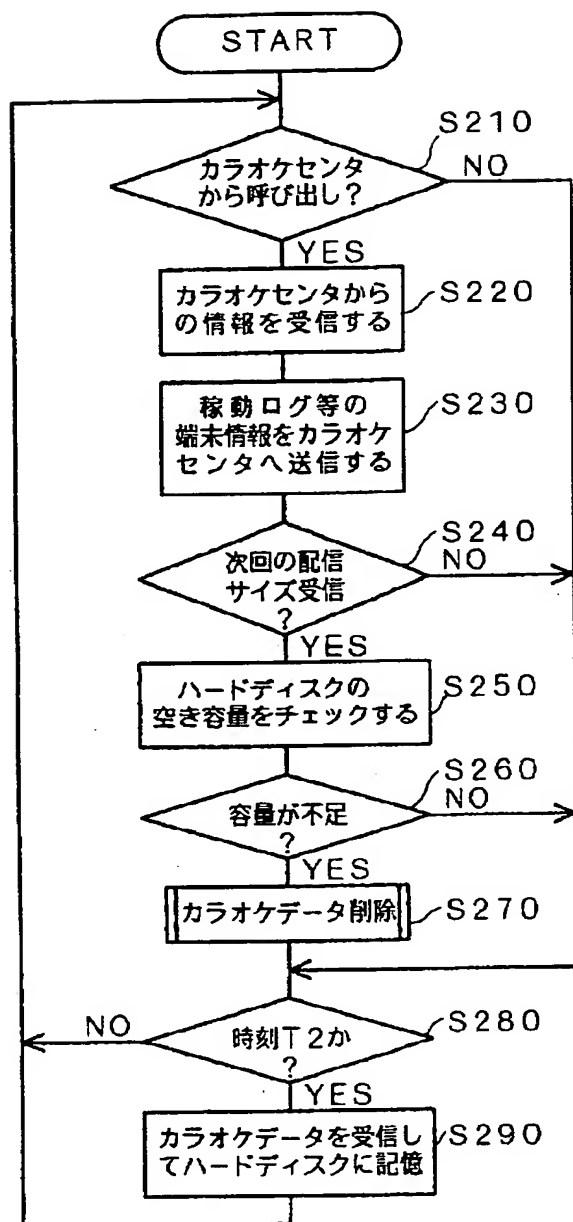 START
S210
カラオケセンタ
から呼び出し?
NO
YES
カラオケセンタから
の情報を受信する
S220
稼動ログ等の
端末情報をカラオケ
センタへ送信する
S230
S240
次回の配信
サイズ受信
?
NO
YES
ハードディスクの
空き容量をチェックする
S250
S260
容量が不足
?
NO
YES
カラオケデータ削除
S270
NO
時刻T2か
?
S280
YES
カラオケデータを受信し
てハードディスクに記憶
S290